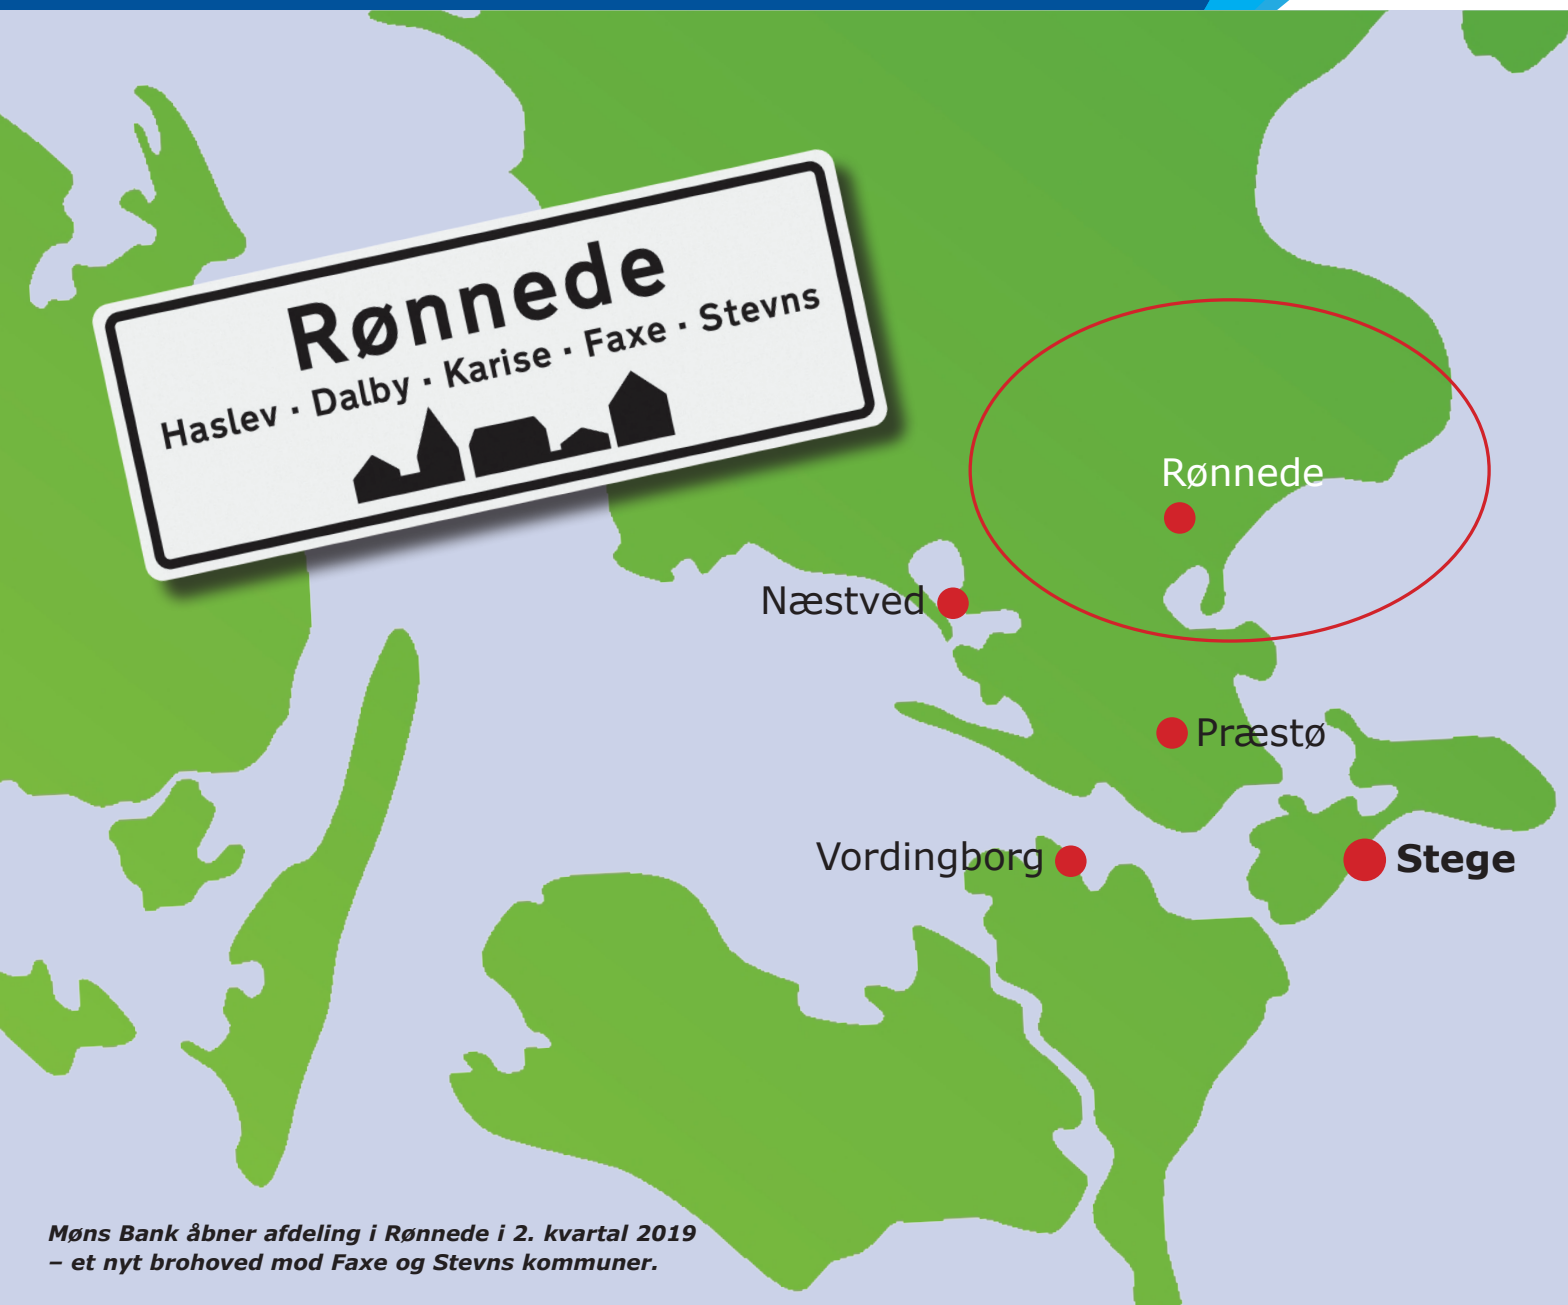 Rønnede
Haslev · Dalby · Karise · Faxe · Stevns
Rønnede
Næstved
Præstø
Vordingborg
Stege
Møns Bank åbner afdeling i Rønnede i 2. kvartal 2019
– et nyt brohoved mod Faxe og Stevns kommuner.